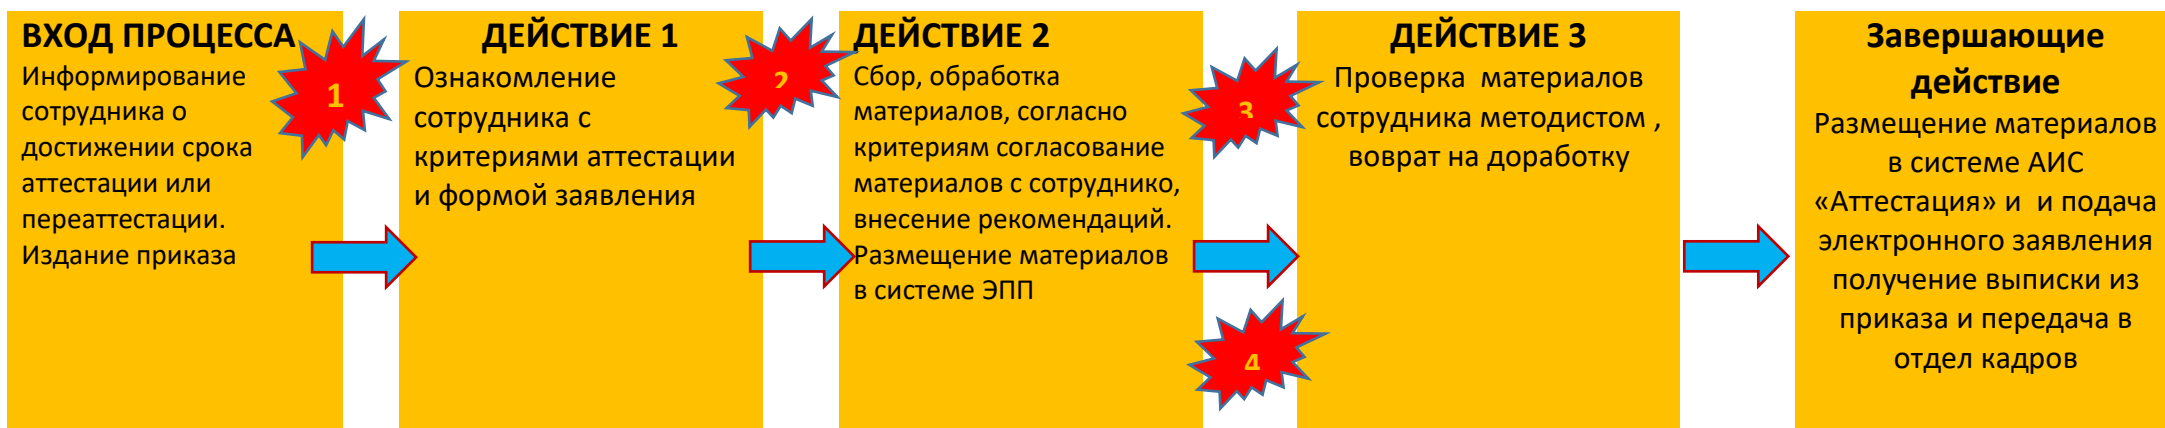 ВХОД ПРОЦЕССА
Информирование
сотрудника о
достижении срока
аттестации или
переаттестации.
Издание приказа
1
ДЕЙСТВИЕ 1
Ознакомление
сотрудника с
критериями аттестации
и формой заявления
2
ДЕЙСТВИЕ 2
Сбор, обработка
материалов, согласно
критериям согласование
материалов с сотруднико,
внесение рекомендаций.
Размещение материалов
в системе ЭПП
3
4
ДЕЙСТВИЕ 3
Проверка материалов
сотрудника методистом ,
воврат на доработку
Завершающие
действие
Размещение материалов
в системе АИС
«Аттестация» и и подача
электронного заявления
получение выписки из
приказа и передача в
отдел кадров